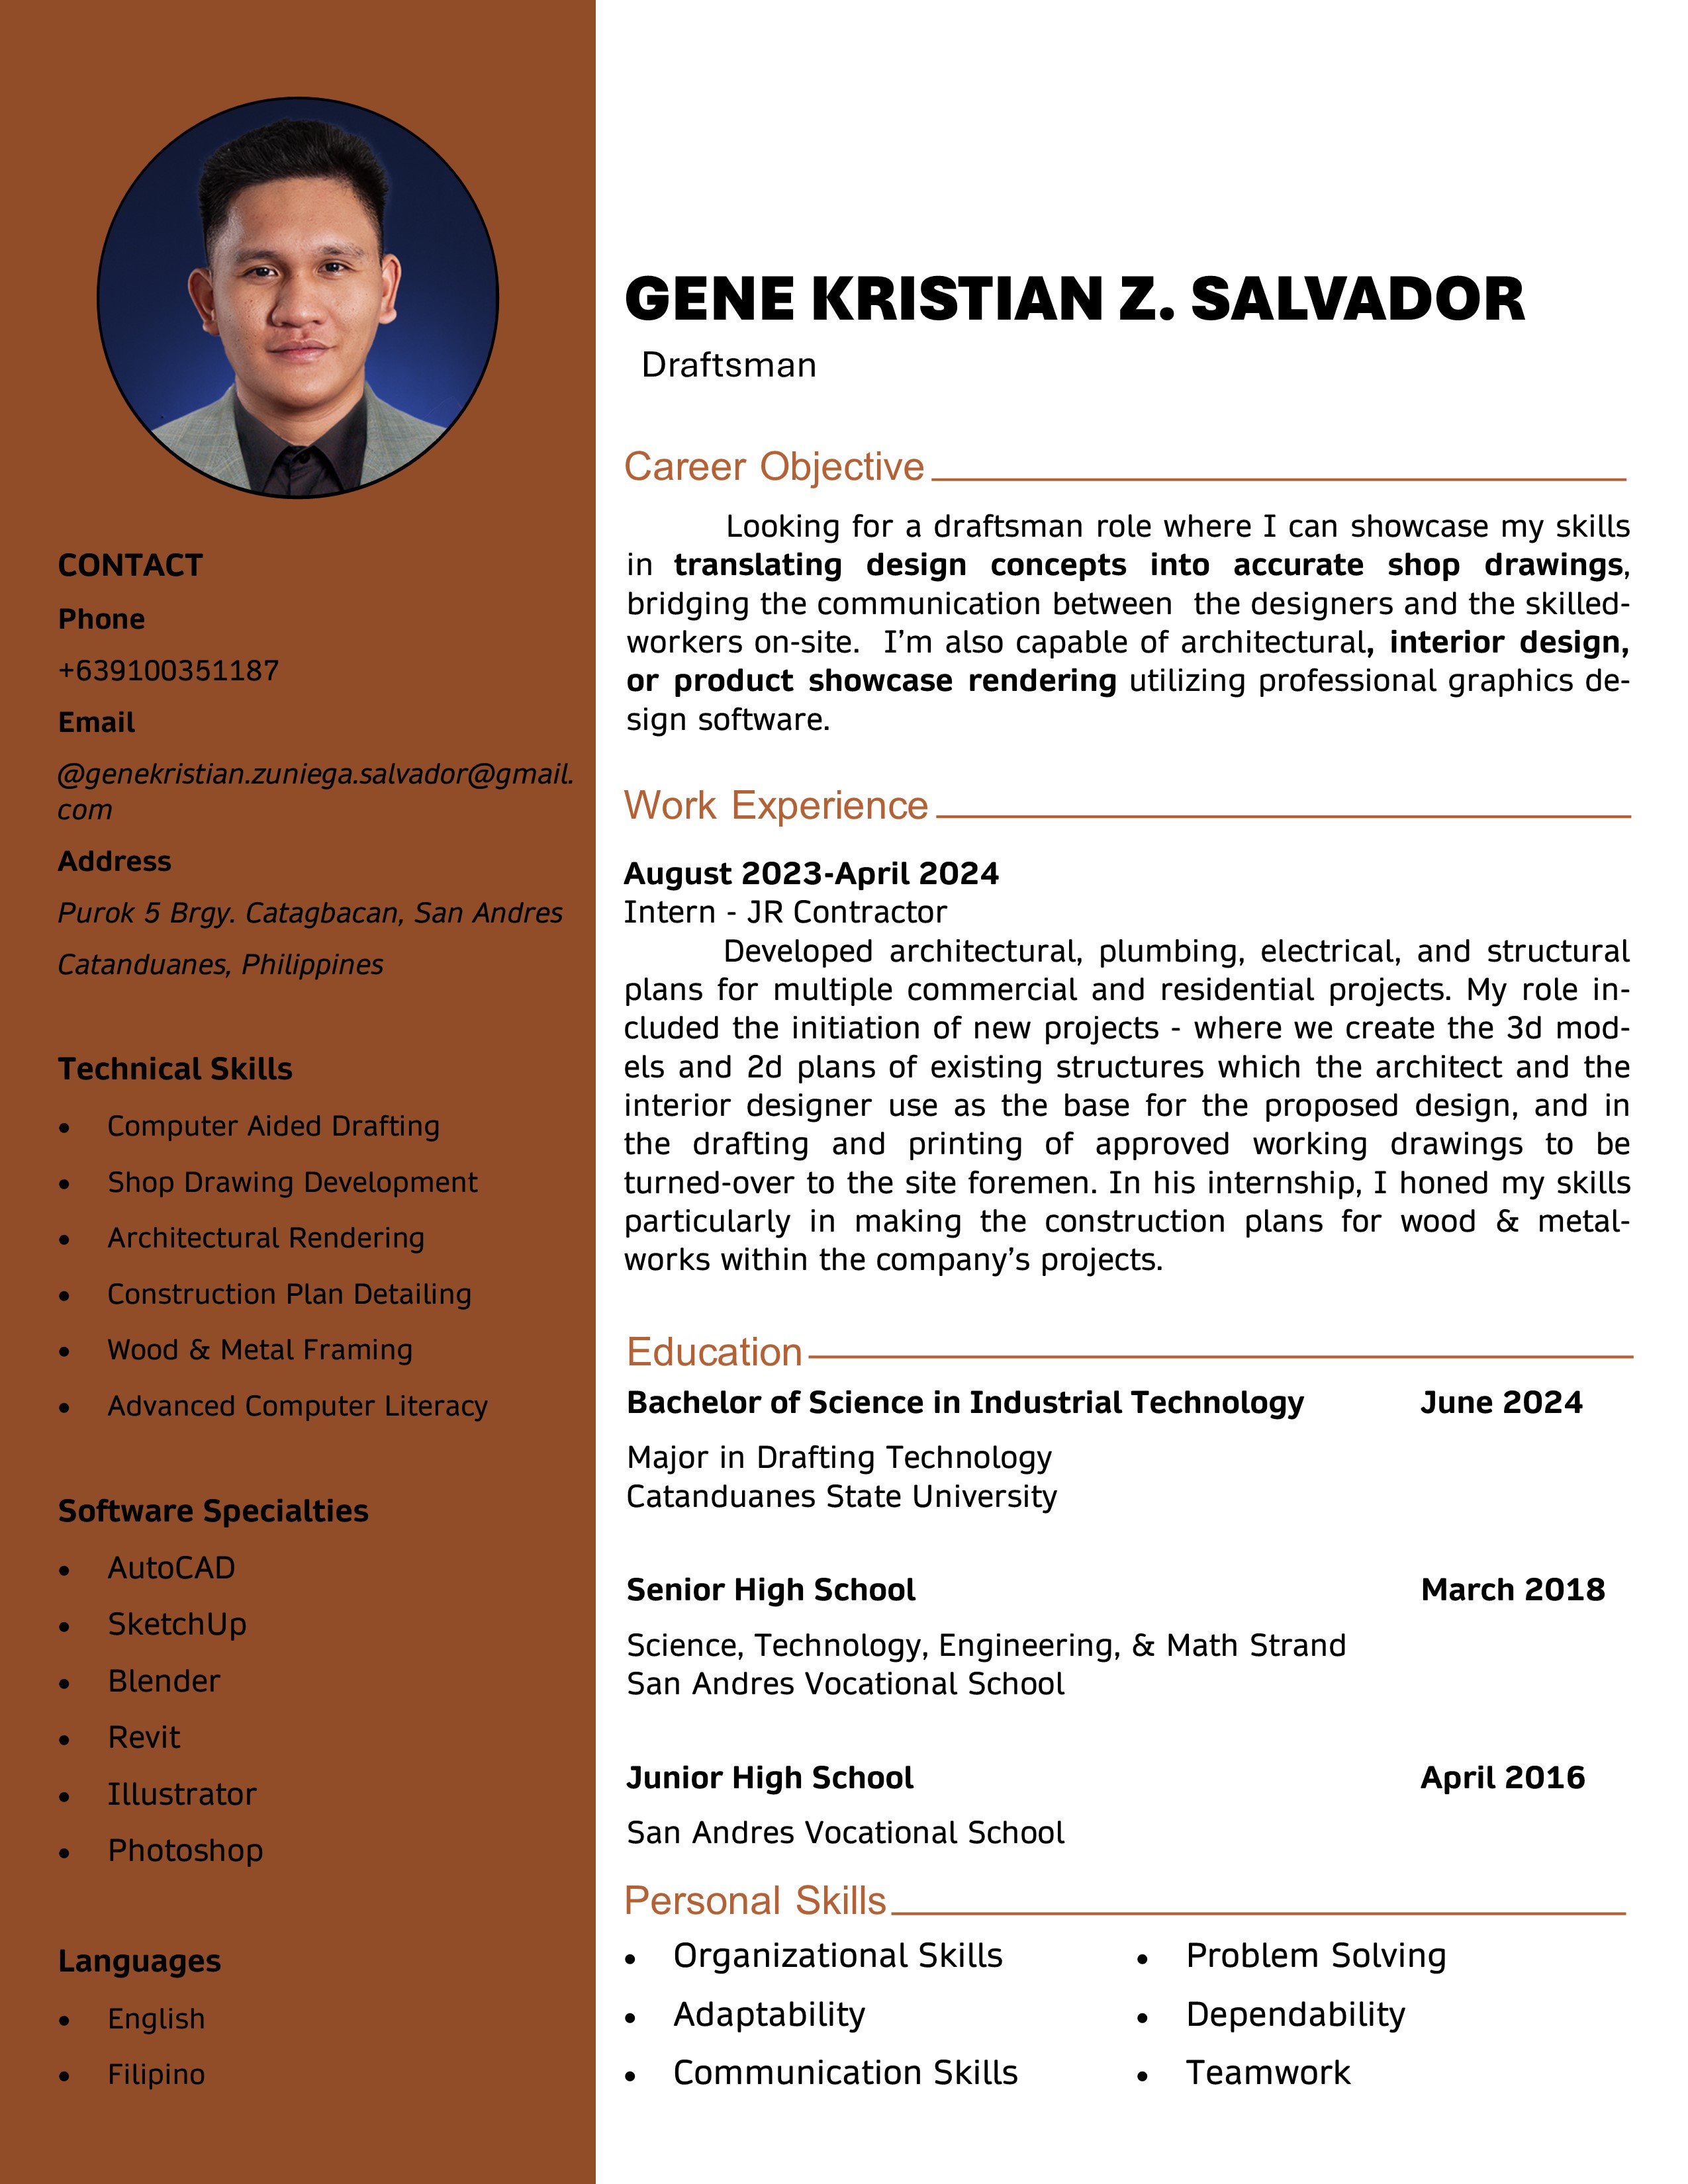 CONTACT
Phone
+639100351187
Email
@genekristian.zuniega.salvador@gmail.
com
Address
Purok 5 Brgy. Catagbacan, San Andres
Catanduanes, Philippines
Technical Skills
• Computer Aided Drafting
• Shop Drawing Development
• Architectural Rendering
• Construction Plan Detailing
• Wood & Metal Framing
• Advanced Computer Literacy
Software Specialties
• AutoCAD
• SketchUp
• Blender
• Revit
• Illustrator
• Photoshop
Languages
• English
• Filipino
GENE KRISTIAN Z. SALVADOR
Draftsman
Career Objective
Looking for a draftsman role where I can showcase my skills
in translating design concepts into accurate shop drawings,
bridging the communication between the designers and the skilled-
workers on-site. I’m also capable of architectural, interior design,
or product showcase rendering utilizing professional graphics de-
sign software.
Work Experience
August 2023-April 2024
Intern - JR Contractor
Developed architectural, plumbing, electrical, and structural
plans for multiple commercial and residential projects. My role in-
cluded the initiation of new projects - where we create the 3d mod-
els and 2d plans of existing structures which the architect and the
interior designer use as the base for the proposed design, and in
the drafting and printing of approved working drawings to be
turned-over to the site foremen. In his internship, I honed my skills
particularly in making the construction plans for wood & metal-
works within the company’s projects.
Education
Bachelor of Science in Industrial Technology June 2024
Major in Drafting Technology
Catanduanes State University
Senior High School March 2018
Science, Technology, Engineering, & Math Strand
San Andres Vocational School
Junior High School April 2016
San Andres Vocational School
Personal Skills
• Organizational Skills • Problem Solving
• Adaptability • Dependability
• Communication Skills • Teamwork